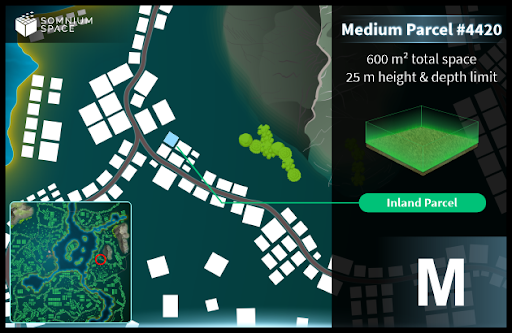 SOMNIUM
SPACE
Medium Parcel #4420
600 m² total space
25 m height & depth limit
Inland Parcel
M